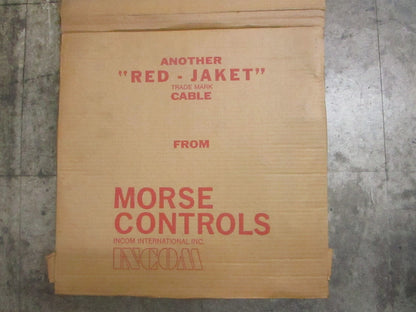 ANOTHER
"RED - JAKET"
TRADE MARK
CABLE
FROM
MORSE
CONTROLS
INCOM INTERNATIONAL INC.
INCOM